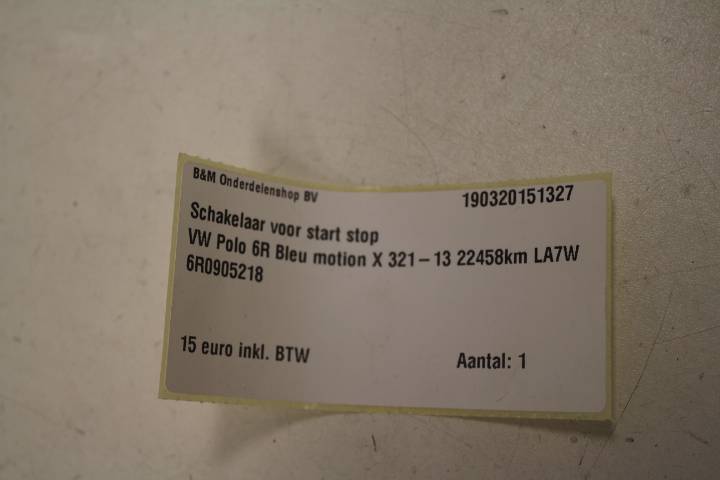 B&M Onderdelenshop BV 190320151327
Schakelaar voor start stop
VW Polo 6R Bleu motion X 321-13 22458km LA7W
6R0905218
15 euro inkl. BTW Aantal: 1